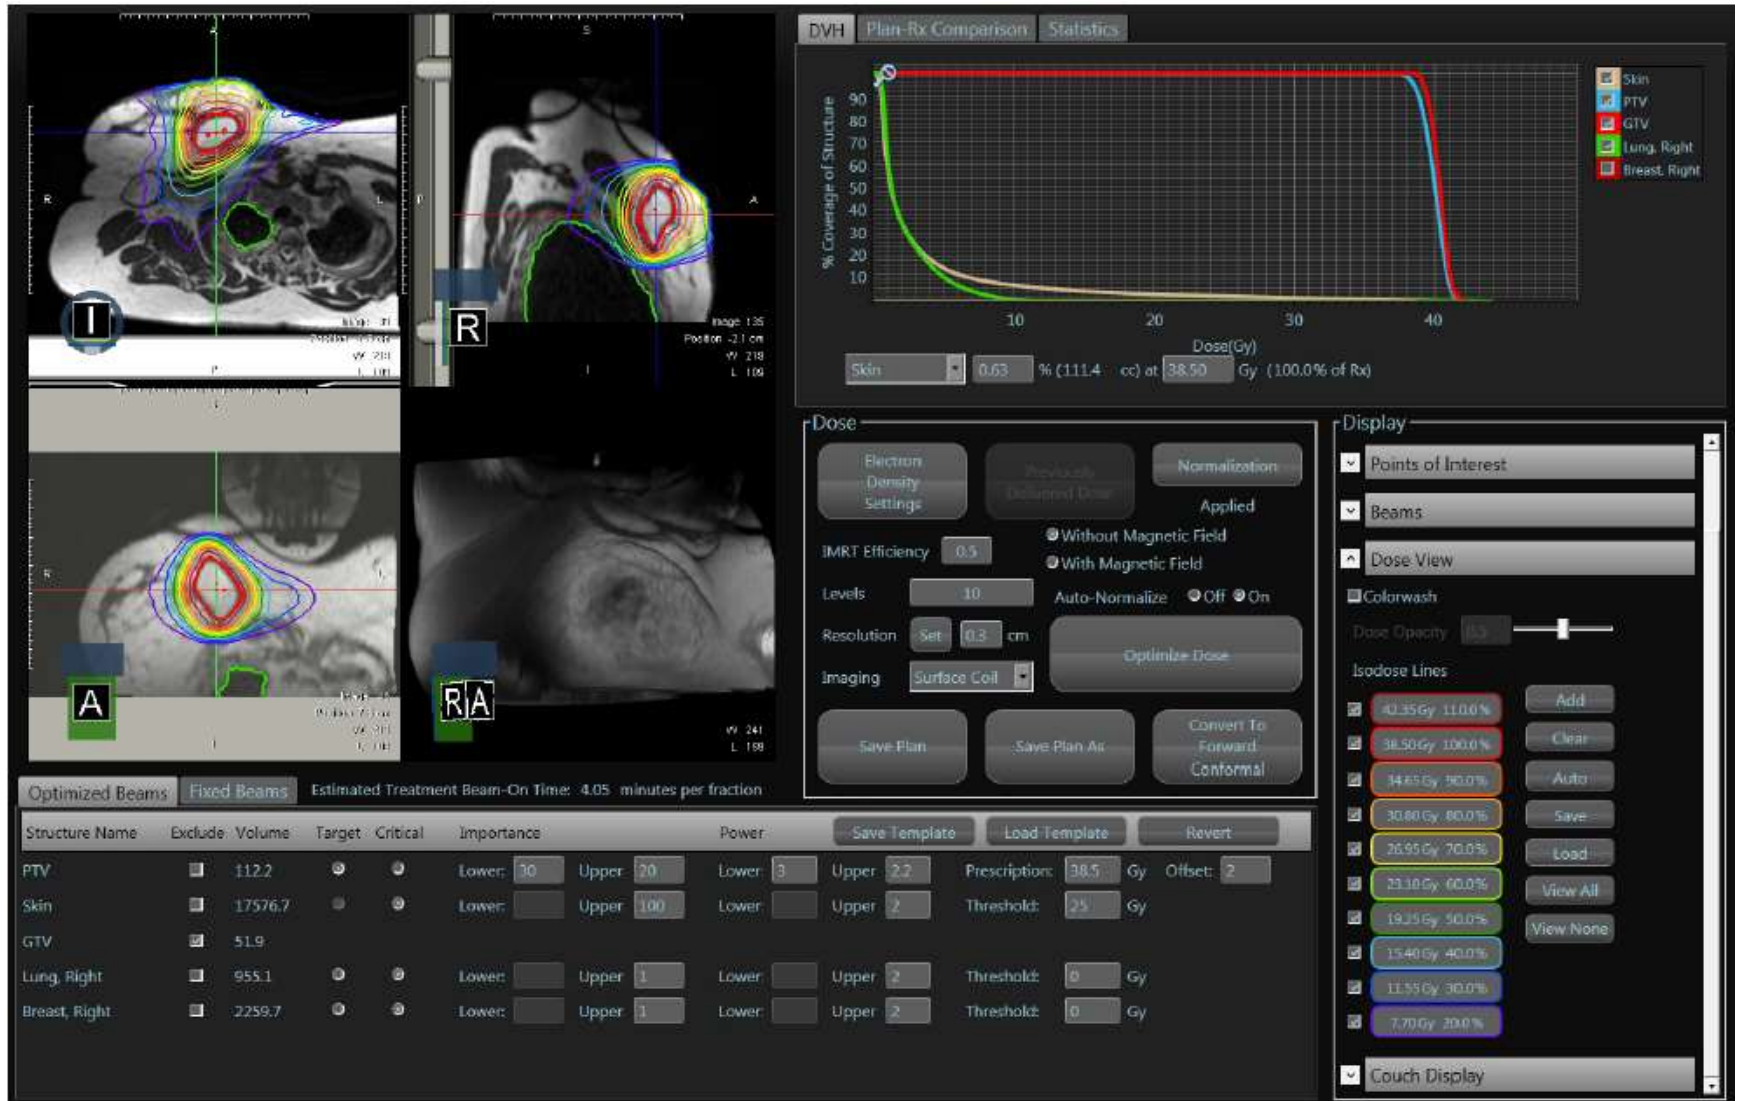 A
R
L
I
P
S
P
A
R
I
Image 135
Position -2.1 cm
W 218
L 109
R
L
A
I
RA
W 241
L 168
DVH Plan-Rx Comparison Statistics
% Coverage of Structure
90
80
70
60
50
40
30
20
10
10 20 30 40
Dose(Gy)
Skin
PTV
GTV
Lung, Right
Breast, Right
Skin 0.63 % (111.4 cc) at 38.50 Gy (100.0% of Rx)
Dose
Electron
Density
Settings
Previously
Delivered Dose
Normalization
Applied
IMRT Efficiency 0.5
Without Magnetic Field
With Magnetic Field
Levels 10
Auto-Normalize Off On
Resolution Set 0.3 cm
Optimize Dose
Imaging Surface Coil
Save Plan
Save Plan As
Convert To
Forward
Conformal
Display
Points of Interest
Beams
Dose View
Colorwash
Dose Opacity 0.5
Isodose Lines
42.35 Gy 110.0%
38.50 Gy 100.0%
34.65 Gy 90.0%
30.80 Gy 80.0%
26.95 Gy 70.0%
23.10 Gy 60.0%
19.25 Gy 50.0%
15.40 Gy 40.0%
11.55 Gy 30.0%
7.70 Gy 20.0%
Add
Clear
Auto
Save
Load
View All
View None
Couch Display
Optimized Beams Fixed Beams Estimated Treatment Beam-On Time: 4.05 minutes per fraction
Structure Name Exclude Volume Target Critical Importance Power Save Template Load Template Revert
PTV 112.2 Lower: 30 Upper 20 Lower: 3 Upper 2.2 Prescription: 38.5 Gy Offset: 2
Skin 17576.7 Lower: Upper 100 Lower: Upper 2 Threshold: 25 Gy
GTV 51.9
Lung, Right 955.1 Lower: Upper 1 Lower: Upper 2 Threshold: 0 Gy
Breast, Right 2259.7 Lower: Upper 1 Lower: Upper 2 Threshold: 0 Gy